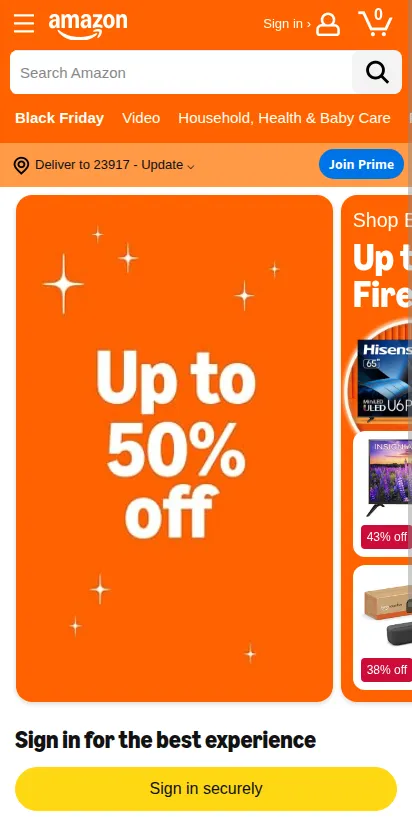 amazon
Sign in ›
0
Search Amazon
Black Friday
Video
Household, Health & Baby Care
Deliver to 23917 - Update
Join Prime
Up to
50%
off
Shop
Up t
Fire
Hisens
65"
ULED U6P
INSIGNIA
43% off
38% off
Sign in for the best experience
Sign in securely